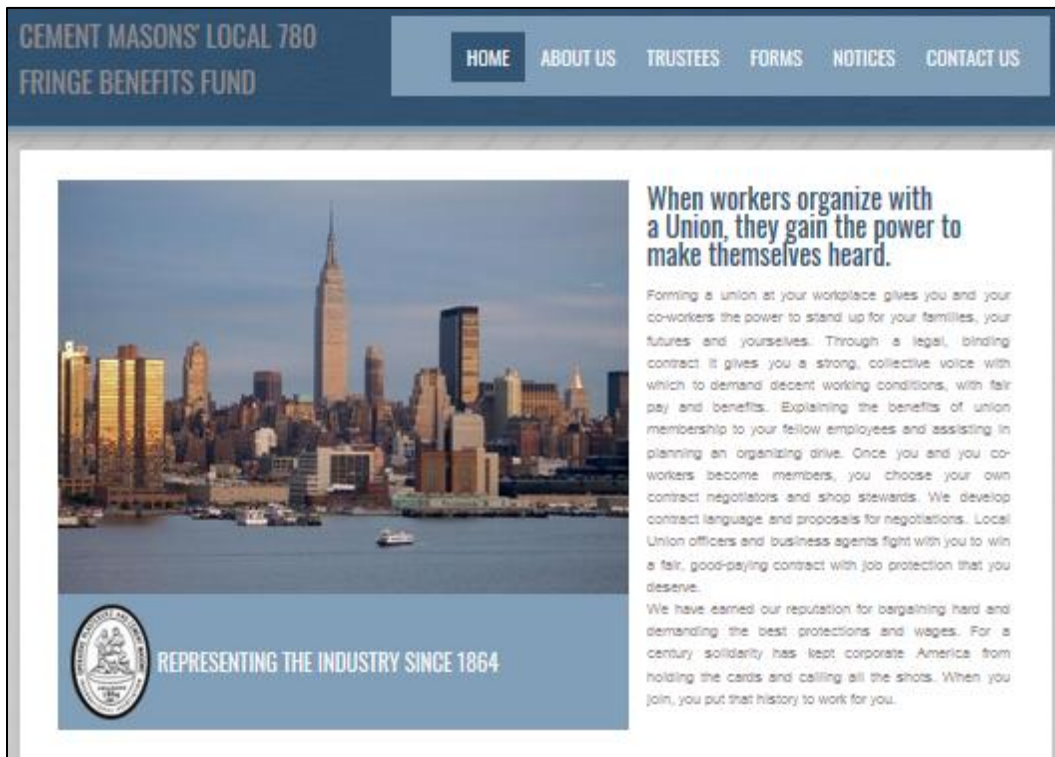 CEMENT MASONS' LOCAL 780
FRINGE BENEFITS FUND
HOME ABOUT US TRUSTEES FORMS NOTICES CONTACT US
When workers organize with
a Union, they gain the power to
make themselves heard.
Forming a union at your workplace gives you and your
co-workers the power to stand up for your families, your
futures and yourselves. Through a legal, binding
contract it gives you a strong, collective voice with
which to demand decent working conditions, with fair
pay and benefits. Explaining the benefits of union
membership to your fellow employees and assisting in
planning an organizing drive. Once you and you co-
workers become members, you choose your own
contract negotiators and shop stewards. We develop
contract language and proposals for negotiations. Local
Union officers and business agents fight with you to win
a fair, good-paying contract with job protection that you
deserve.
We have earned our reputation for bargaining hard and
demanding the best protections and wages. For a
century solidarity has kept corporate America from
holding the cards and calling all the shots. When you
join, you put that history to work for you.
REPRESENTING THE INDUSTRY SINCE 1864